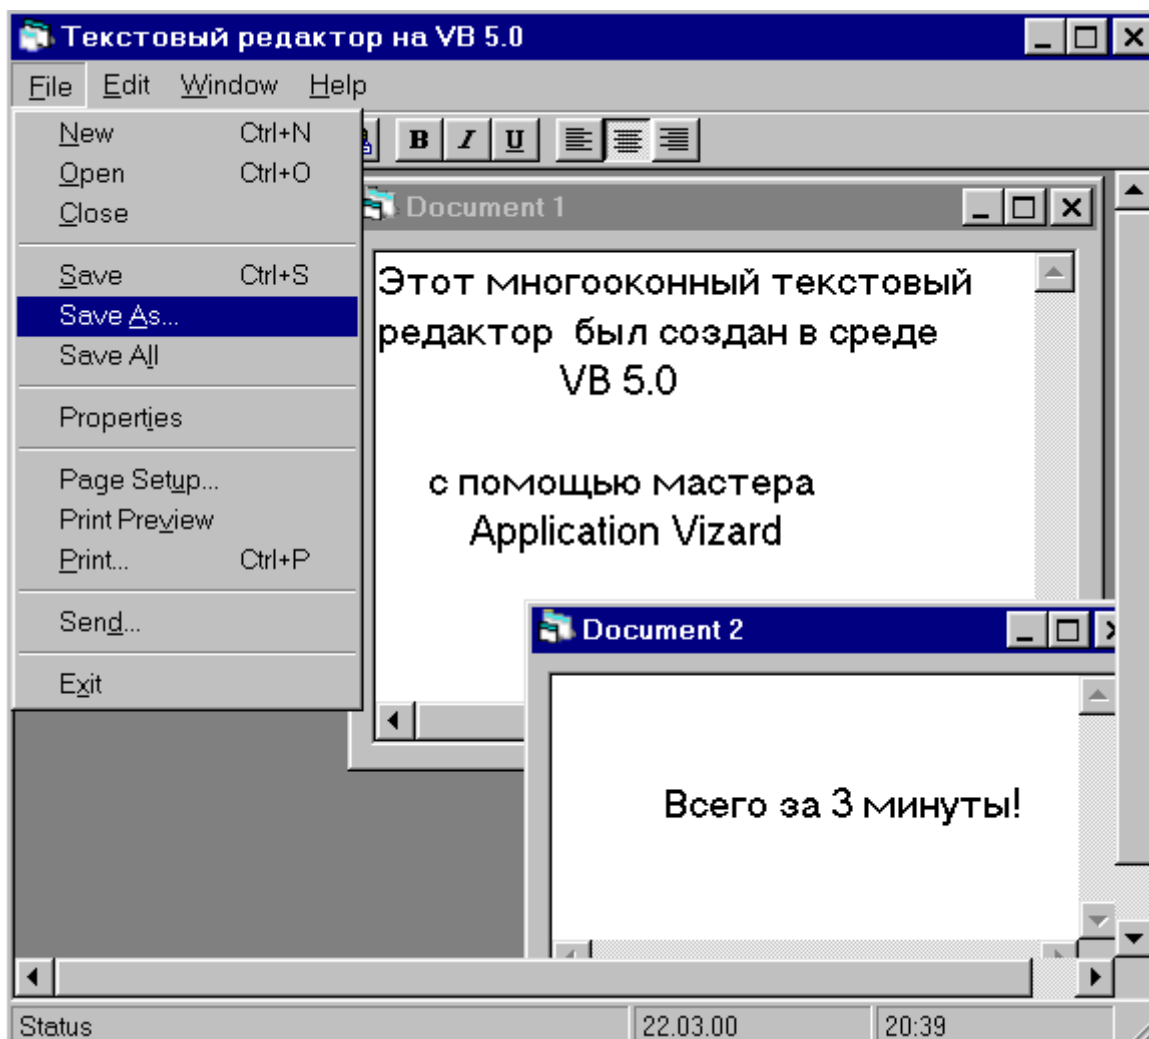 Текстовый редактор на VB 5.0
File Edit Window Help
New Ctrl+N
Open Ctrl+O
Close
Save Ctrl+S
Save As...
Save All
Properties
Page Setup...
Print Preview
Print... Ctrl+P
Send...
Exit
B I U
Document 1
Этот многооконный текстовый
редактор был создан в среде
VB 5.0
с помощью мастера
Application Vizard
Document 2
Всего за 3 минуты!
Status 22.03.00 20:39